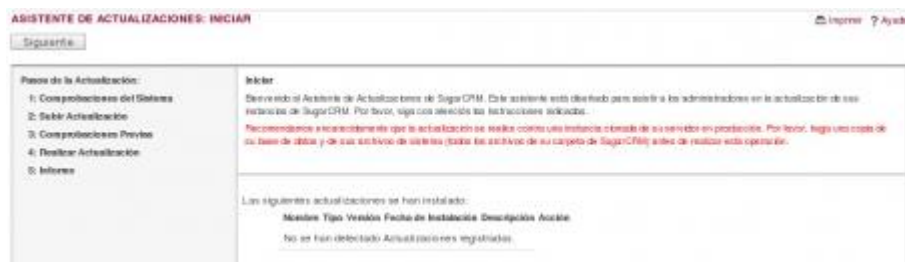 ASISTENTE DE ACTUALIZACIONES: INICIAR
Imprimir ? Ayuda
Siguiente
Pasos de la Actualización:
1: Comprobaciones del Sistema
2: Subir Actualización
3: Comprobaciones Previas
4: Realizar Actualización
5: Informe
Iniciar
Bienvenido al Asistente de Actualizaciones de SugarCRM. Este asistente está diseñado para asistir a los administradores en la actualización de sus
instancias de SugarCRM. Por favor, siga con atención las instrucciones indicadas.
Recomendamos encarecidamente que la actualización se realice contra una instancia clonada de su servidor en producción. Por favor, haga una copia de
su base de datos y de sus archivos de sistema (todos los archivos de su carpeta de SugarCRM) antes de realizar esta operación.
Las siguientes actualizaciones se han instalado:
Nombre Tipo Versión Fecha de Instalación Descripción Acción
No se han detectado Actualizaciones registradas.